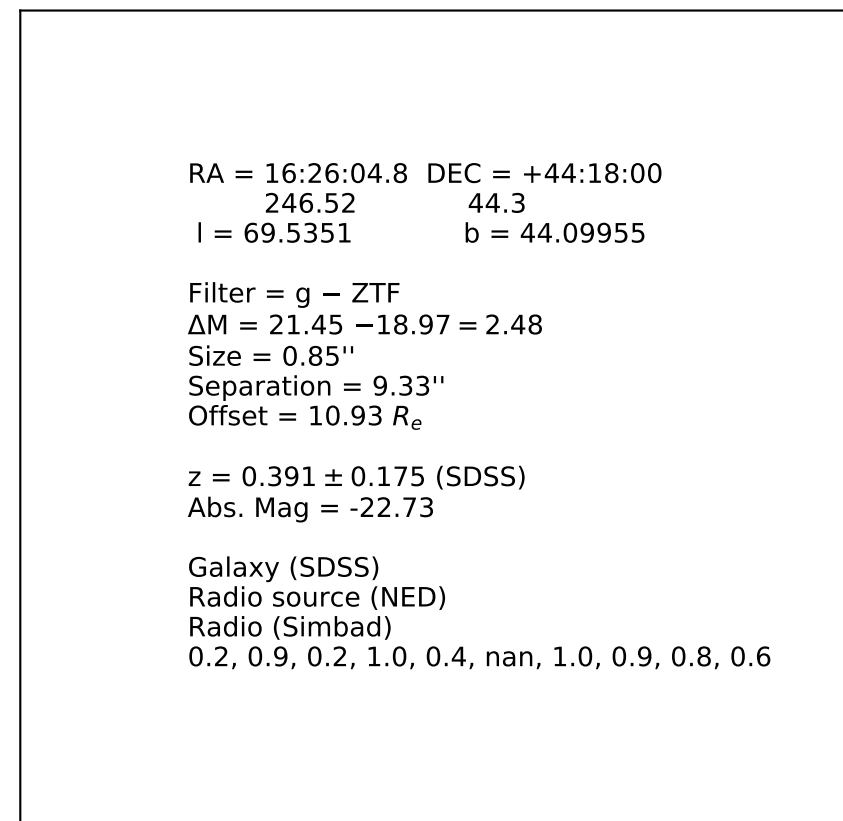 RA = 16:26:04.8  DEC = +44:18:00
246.52  44.3
l = 69.5351  b = 44.09955
Filter = g − ZTF
ΔM = 21.45 −18.97 = 2.48
Size = 0.85''
Separation = 9.33''
Offset = 10.93 Re
z = 0.391 ± 0.175 (SDSS)
Abs. Mag = -22.73
Galaxy (SDSS)
Radio source (NED)
Radio (Simbad)
0.2, 0.9, 0.2, 1.0, 0.4, nan, 1.0, 0.9, 0.8, 0.6